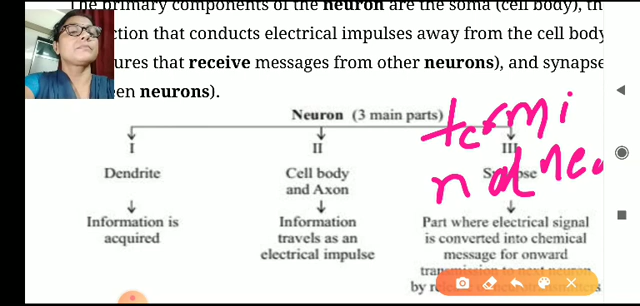 The primary components of the neuron are the soma (cell body), th
ction that conducts electrical impulses away from the cell body
ures that receive messages from other neurons), and synapse
en neurons).
Neuron (3 main parts)
I II III
Dendrite Cell body
and Axon
Information is
acquired
Information
travels as an
electrical impulse
Part where electrical signal
is converted into chemical
message for onward
by
termi
nal